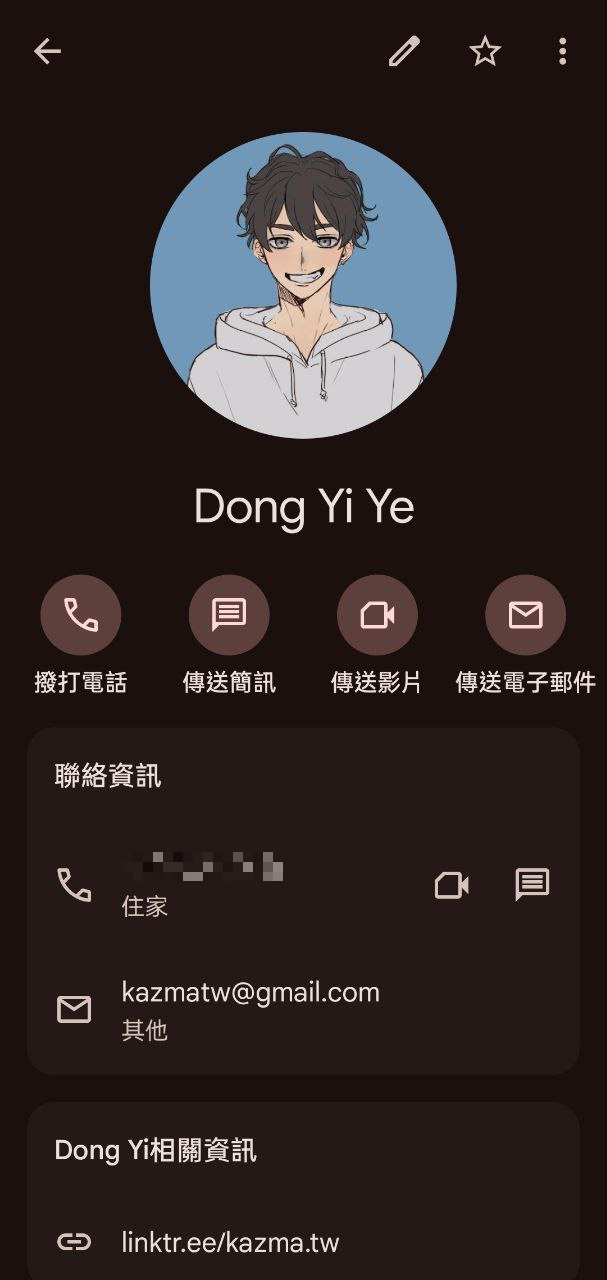 Dong Yi Ye
撥打電話
傳送簡訊
傳送影片
傳送電子郵件
聯絡資訊
住家
kazmatw@gmail.com
其他
Dong Yi相關資訊
linktr.ee/kazma.tw